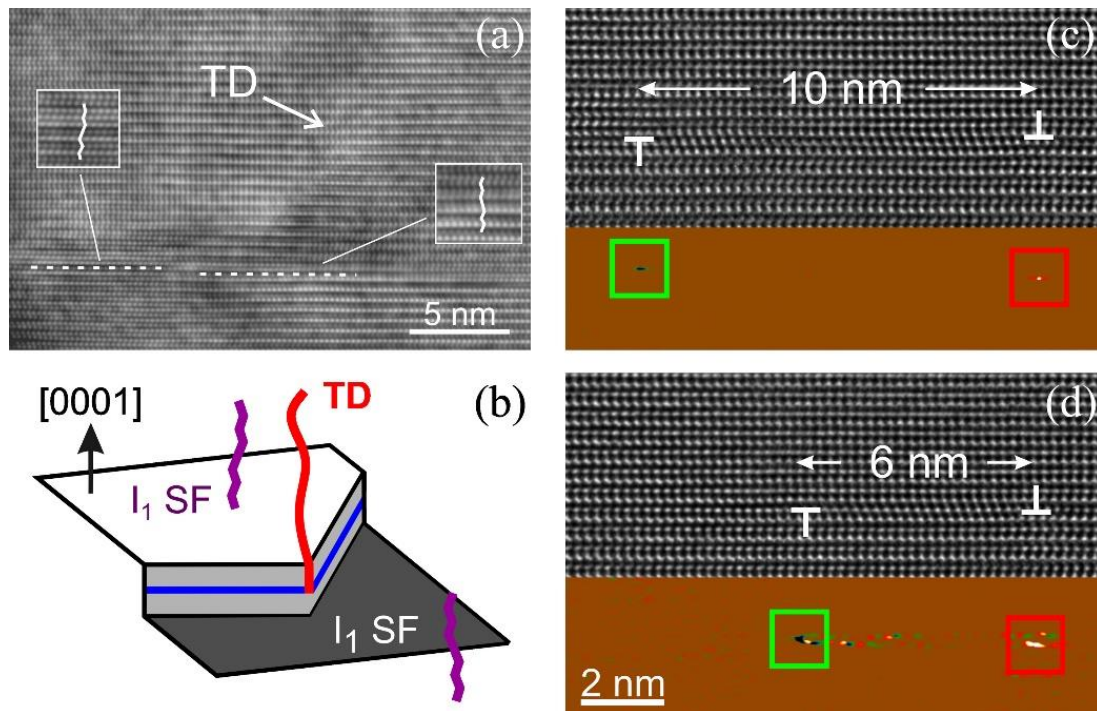 (a)
TD
5 nm
[0001]
TD
(b)
I₁ SF
I₁ SF
(c)
10 nm
(d)
6 nm
2 nm